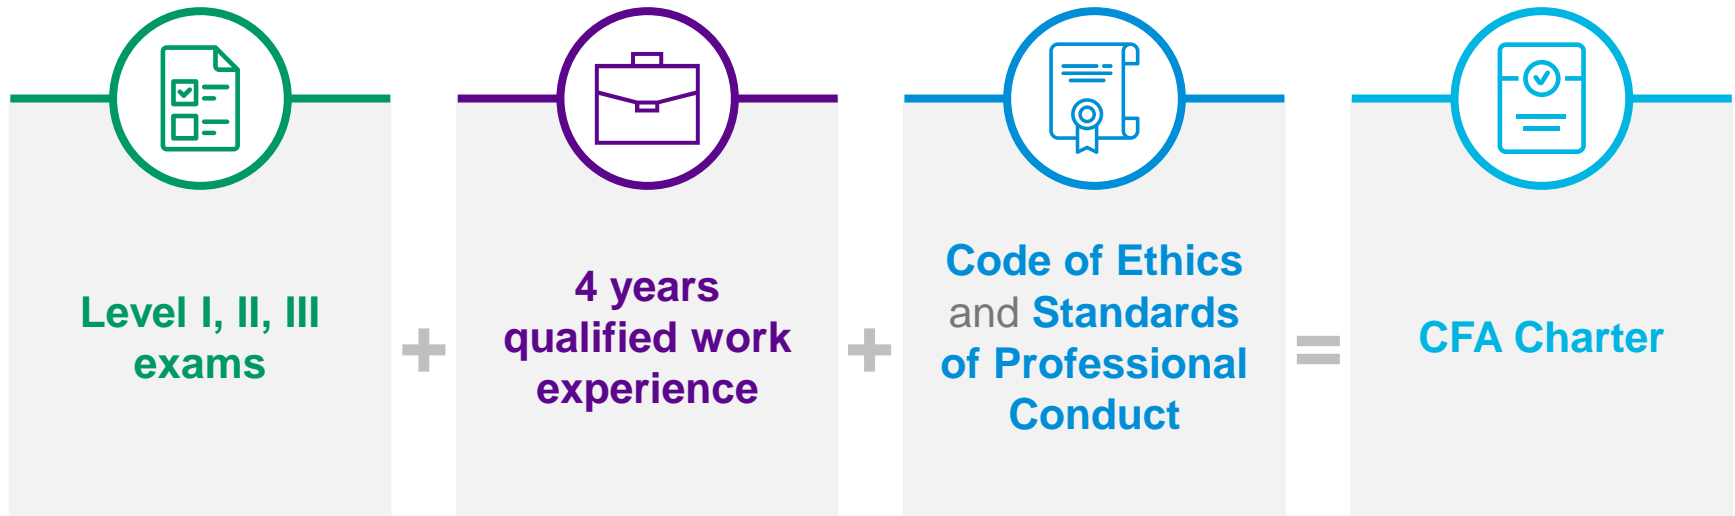 Level I, II, III
exams
+
4 years
qualified work
experience
+
Code of Ethics
and Standards
of Professional
Conduct
=
CFA Charter